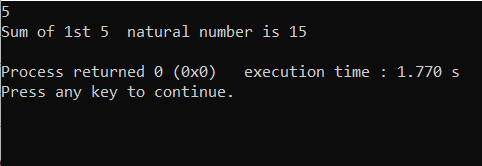 5
Sum of 1st 5  natural number is 15
Process returned 0 (0x0)   execution time : 1.770 s
Press any key to continue.